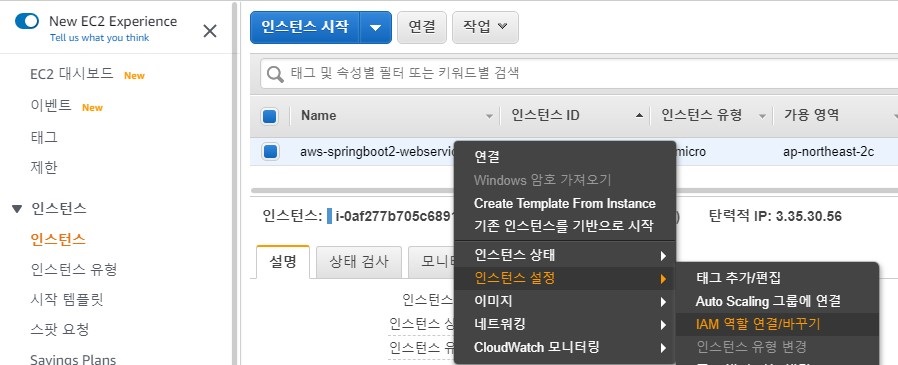 New EC2 Experience
Tell us what you think
EC2 대시보드 New
이벤트 New
태그
제한
인스턴스
인스턴스
인스턴스 유형
시작 템플릿
스팟 요청
Savings Plans
인스턴스 시작 연결 작업
태그 및 속성별 필터 또는 키워드별 검색
Name 인스턴스 ID 인스턴스 유형 가용 영역
aws-springboot2-webservic micro ap-northeast-2c
인스턴스: i-0af277b705c6891 탄력적 IP: 3.35.30.56
설명 상태 검사 모니터
인스턴스
인스턴스 상
인스턴스 유
연결
Windows 암호 가져오기
Create Template From Instance
기존 인스턴스를 기반으로 시작
인스턴스 상태
인스턴스 설정
이미지
네트워킹
CloudWatch 모니터링
태그 추가/편집
Auto Scaling 그룹에 연결
IAM 역할 연결/바꾸기
인스턴스 유형 변경